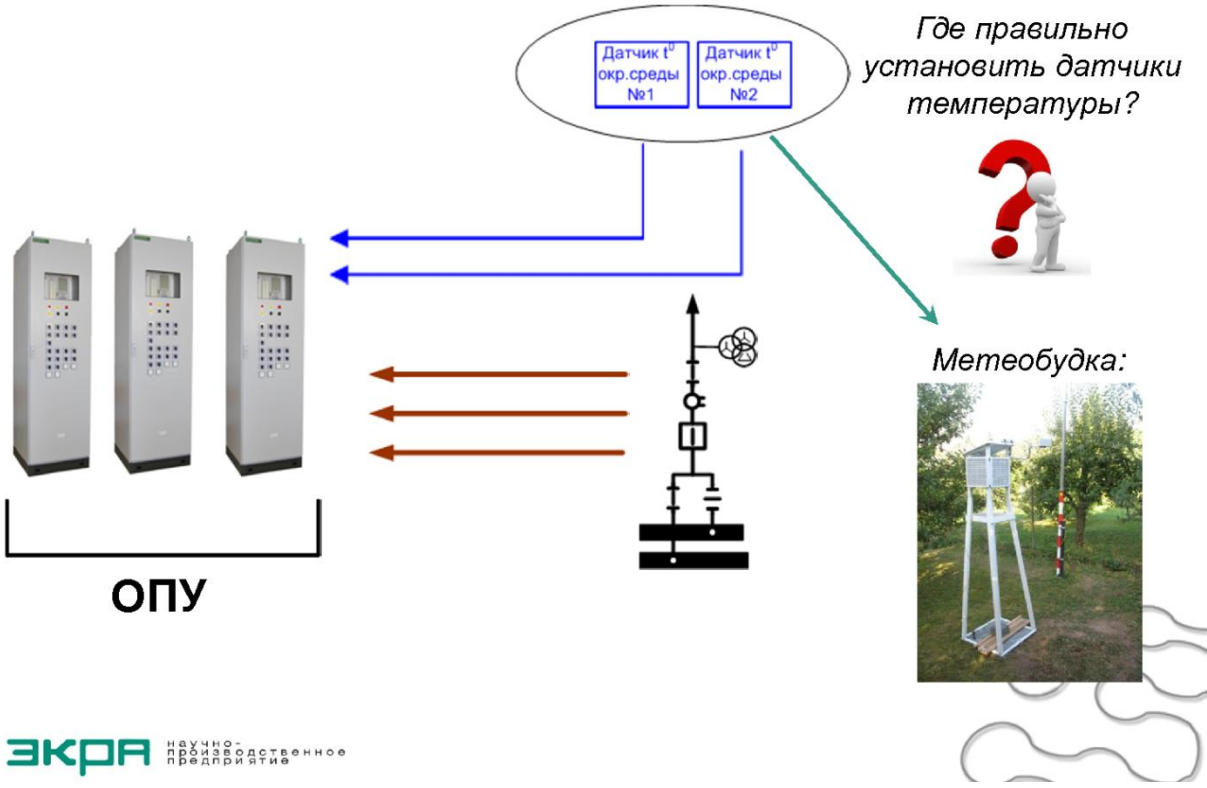 Датчик t⁰
окр.среды
№1
Датчик t⁰
окр.среды
№2
Где правильно
установить датчики
температуры?
Метеобудка:
ОПУ
ЭКРА
научно-
производственное
предприятие